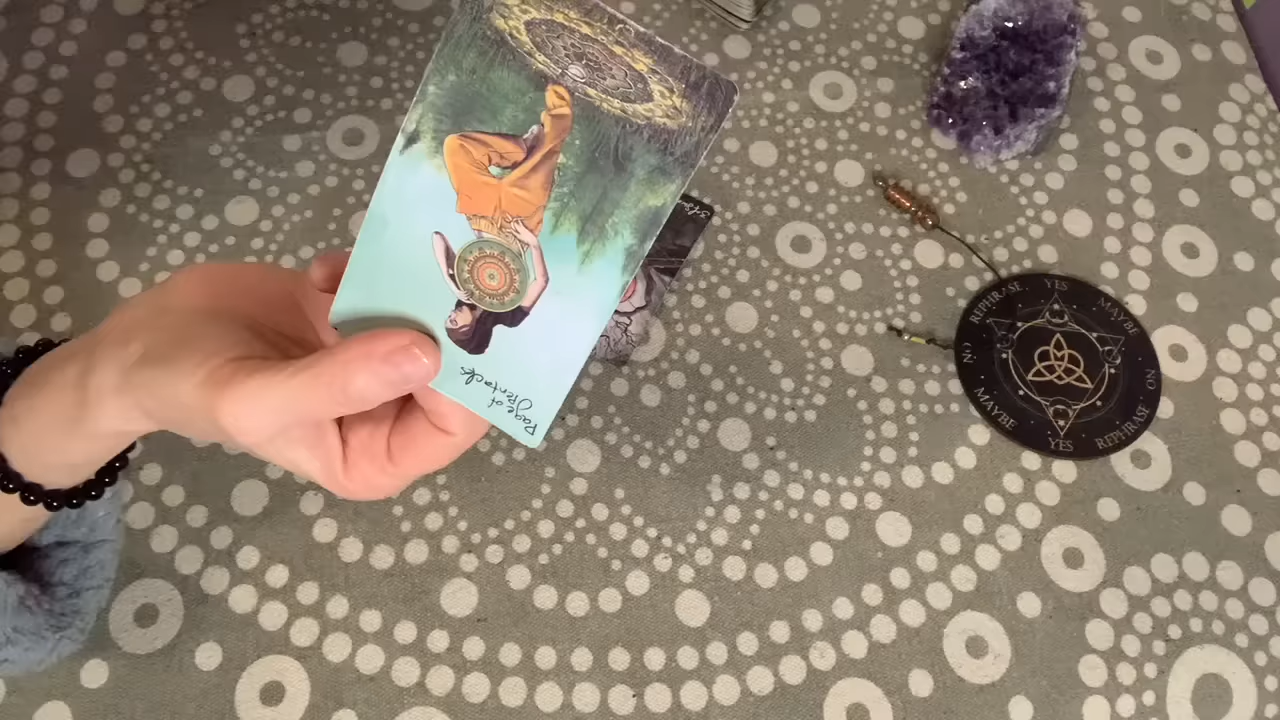 Page of
Pentacles
REPHRASE
YES
MAYBE
NO
REPHRASE
YES
MAYBE
NO